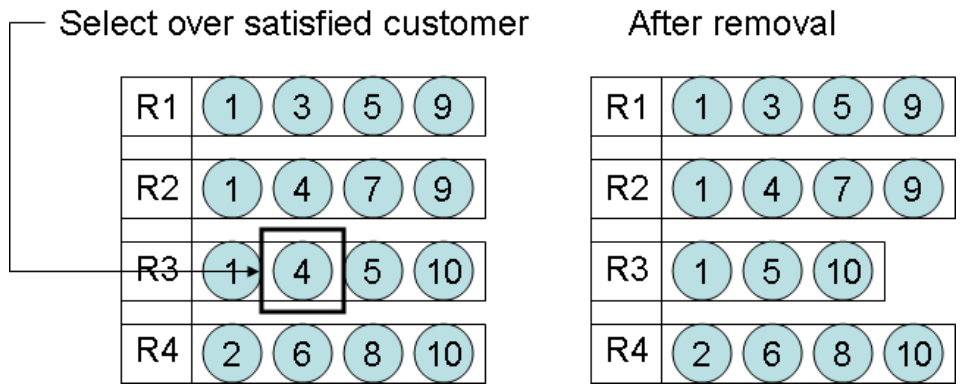 Select over satisfied customer
After removal
R1 1 3 5 9
R1 1 3 5 9
R2 1 4 7 9
R2 1 4 7 9
R3 1 4 5 10
R3 1 5 10
R4 2 6 8 10
R4 2 6 8 10